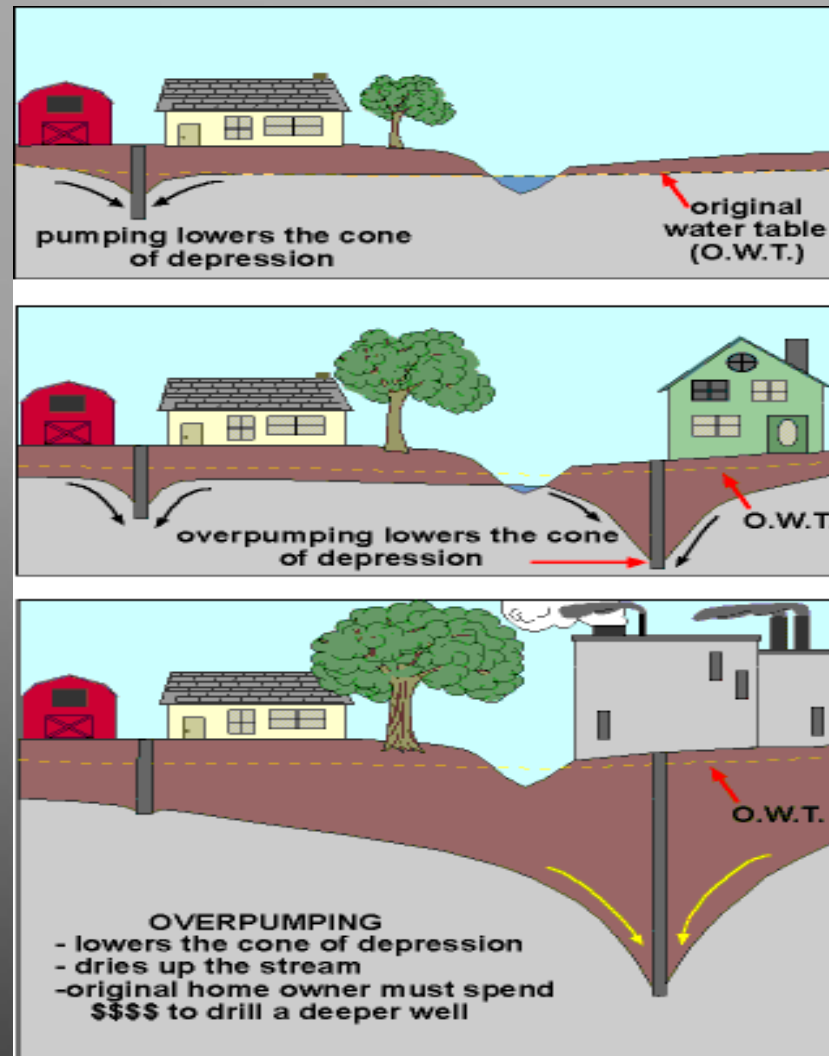 pumping lowers the cone
of depression
original
water table
(O.W.T.)
overpumping lowers the cone
of depression
O.W.T
O.W.T.
OVERPUMPING
- lowers the cone of depression
- dries up the stream
-original home owner must spend
$$$$ to drill a deeper well